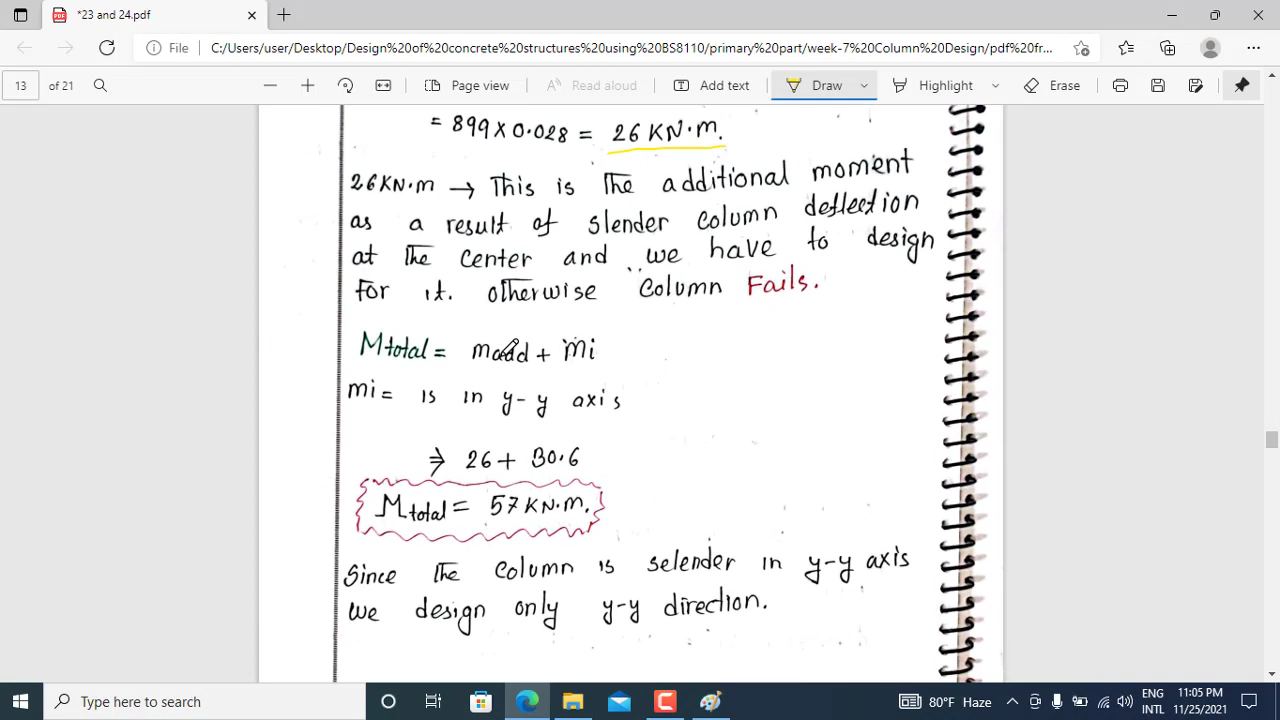 *23 and 24.pdf
File C:/Users/user/Desktop/Design%20of%20concrete%20structures%20using%20BS8110/primary%20part/week-7%20Column%20Design/pdf%20fr...
13 of 21 Page view Read aloud Add text Draw Highlight Erase
= 899 x 0.028 = 26 KN.m.
26KN.m → This is the additional moment
as a result of slender column deflection
at the center and we have to design
for it. otherwise column Fails.
Mtotal = madd + mi
mi = is in y-y axis
⇒ 26 + 30.6
Mtotal = 57 KN.m.
Since the column is selender in y-y axis
we design only y-y direction.
Type here to search 80°F Haze ENG 1:05 PM
INTL 11/25/2021